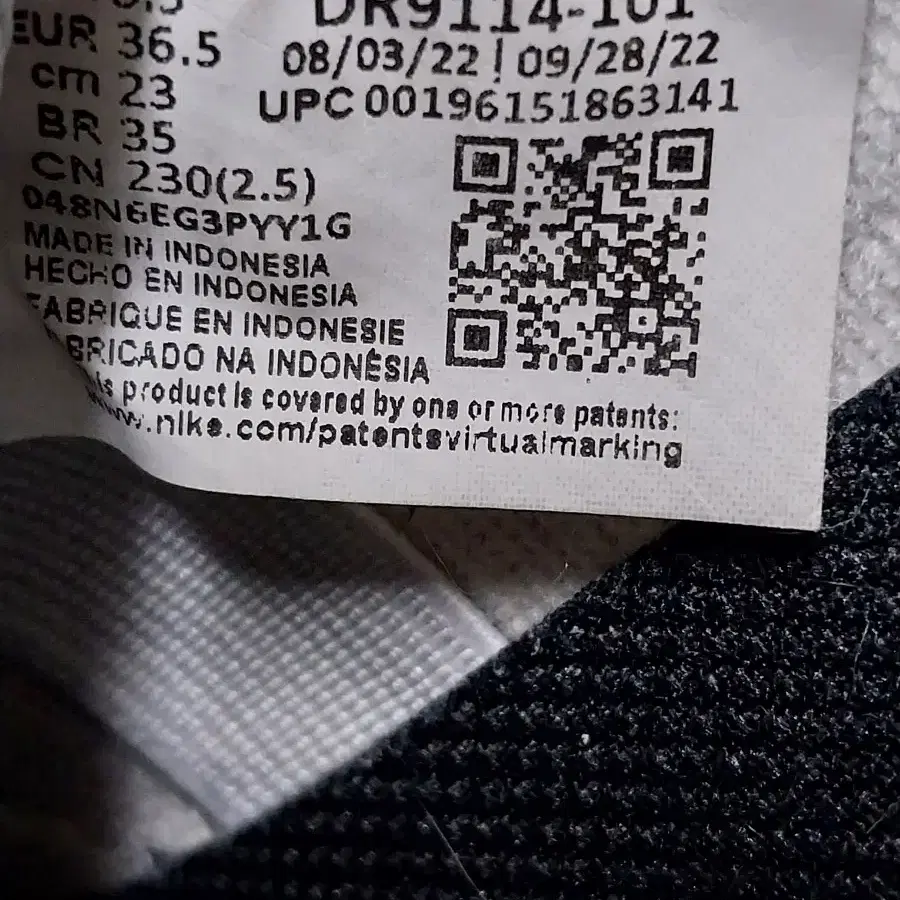 DR9114-101
EUR 36.5
08/03/22 | 09/28/22
cm 23
UPC 00196151863141
BR 35
CN 230(2.5)
048N6EG3PYY1G
MADE IN INDONESIA
HECHO EN INDONESIA
FABRIQUE EN INDONESIE
BRICADO NA INDONÉSIA
is product is covered by one or more patents:
www.nike.com/patentsvirtualmarking